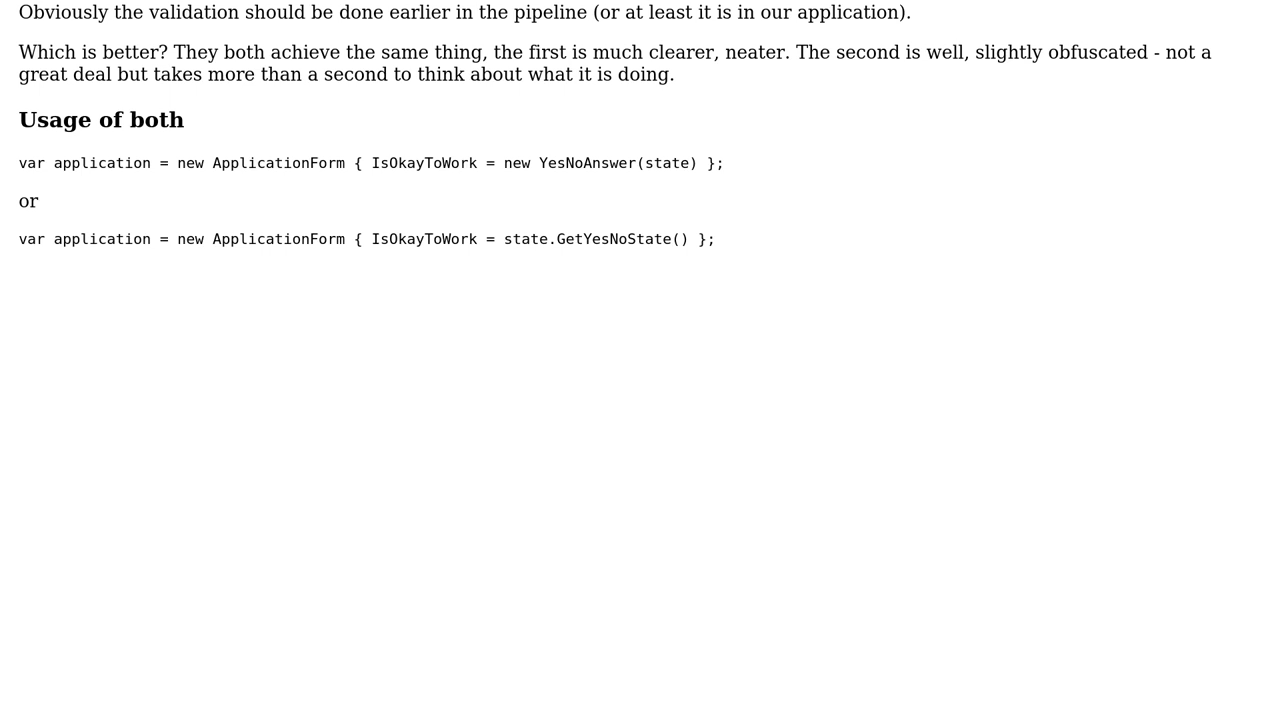 Obviously the validation should be done earlier in the pipeline (or at least it is in our application).
Which is better? They both achieve the same thing, the first is much clearer, neater. The second is well, slightly obfuscated - not a
great deal but takes more than a second to think about what it is doing.
Usage of both
var application = new ApplicationForm { IsOkayToWork = new YesNoAnswer(state) };
or
var application = new ApplicationForm { IsOkayToWork = state.GetYesNoState() };